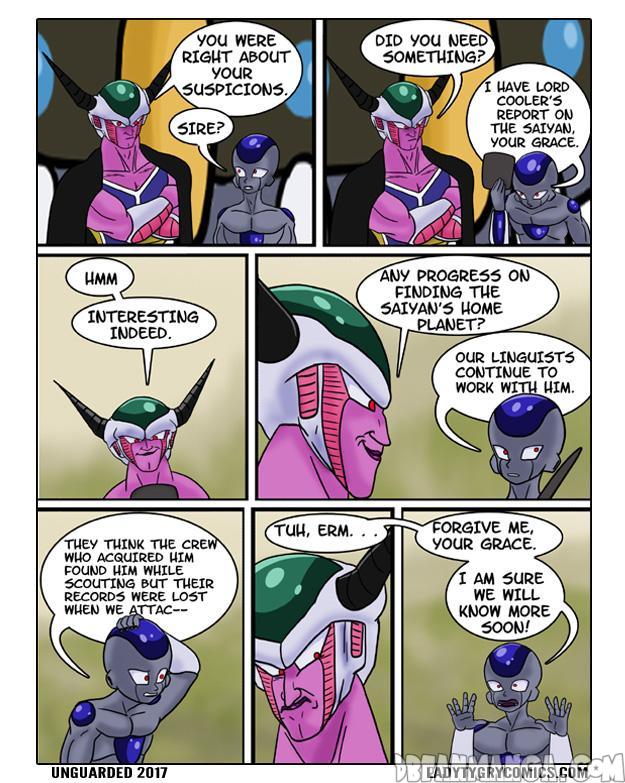 YOU WERE
RIGHT ABOUT
YOUR
SUSPICIONS.
SIRE?
DID YOU NEED
SOMETHING?
I HAVE LORD
COOLER'S
REPORT ON
THE SAIYAN,
YOUR GRACE.
HMM
INTERESTING
INDEED.
ANY PROGRESS ON
FINDING THE
SAIYAN'S HOME
PLANET?
OUR LINGUISTS
CONTINUE TO
WORK WITH HIM.
THEY THINK THE CREW
WHO ACQUIRED HIM
FOUND HIM WHILE
SCOUTING BUT THEIR
RECORDS WERE LOST
WHEN WE ATTAC--
TUH, ERM. . .
FORGIVE ME,
YOUR GRACE.
I AM SURE
WE WILL
KNOW MORE
SOON!
DBFANMANGA.COM
UNGUARDED 2017
LADYTYGRYCOMICS.COM